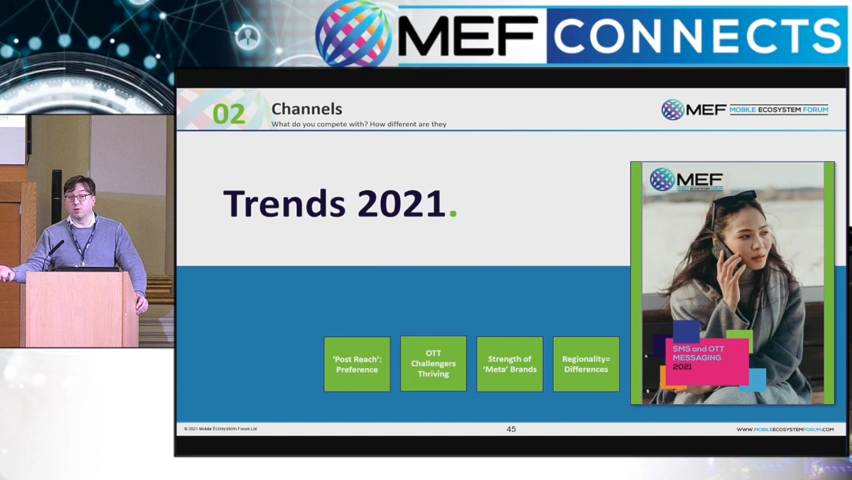 MEF CONNECTS
02
Channels
What do you compete with? How different are they
MEF MOBILE ECOSYSTEM FORUM
Trends 2021.
MEF
SMS and OTT
MESSAGING
2021
'Post Reach':
Preference
OTT
Challengers
Thriving
Strength of
'Meta' Brands
Regionality=
Differences
© 2021 Mobile Ecosystem Forum Ltd
45
WWW.MOBILEECOSYSTEMFORUM.COM